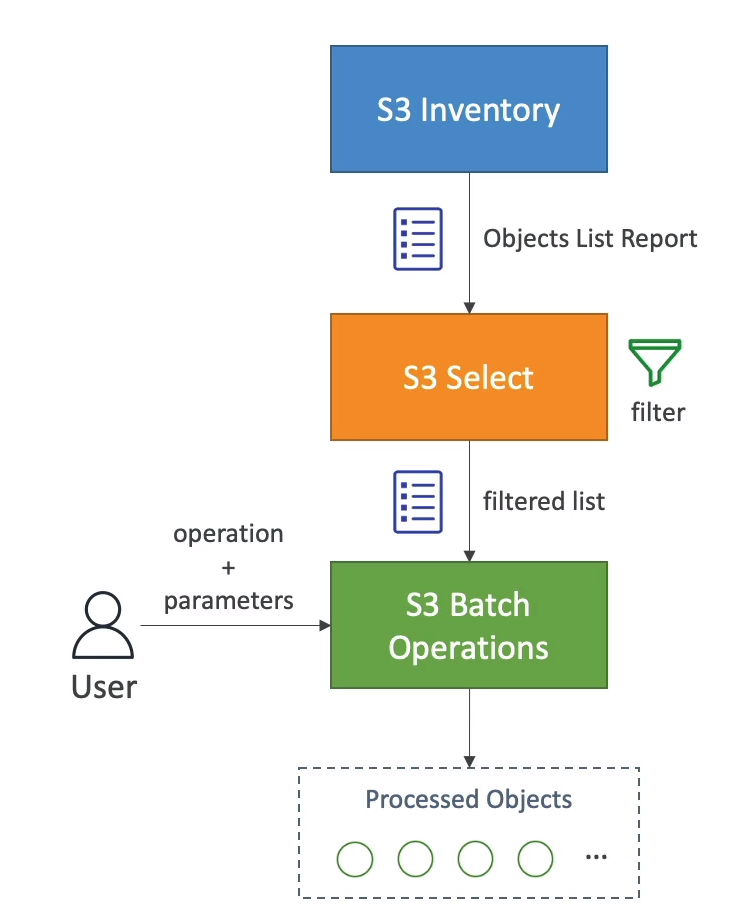 S3 Inventory
Objects List Report
S3 Select
filter
filtered list
operation
+
parameters
S3 Batch
Operations
User
Processed Objects
...